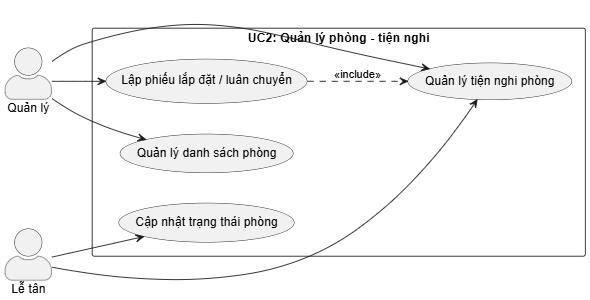 UC2: Quản lý phòng - tiện nghi
Quản lý
Lập phiếu lắp đặt / luân chuyển
«include»
Quản lý tiện nghi phòng
Quản lý danh sách phòng
Cập nhật trạng thái phòng
Lễ tân